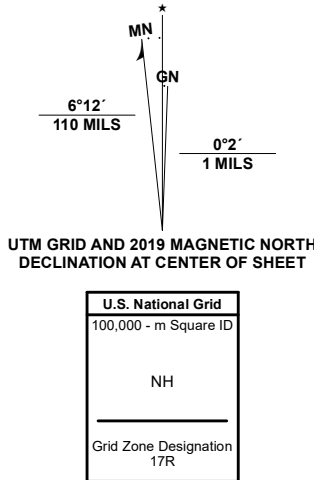 ★
MN
GN
6°12´
110 MILS
0°2´
1 MILS
UTM GRID AND 2019 MAGNETIC NORTH
DECLINATION AT CENTER OF SHEET
U.S. National Grid
100,000 - m Square ID
NH
Grid Zone Designation
17R